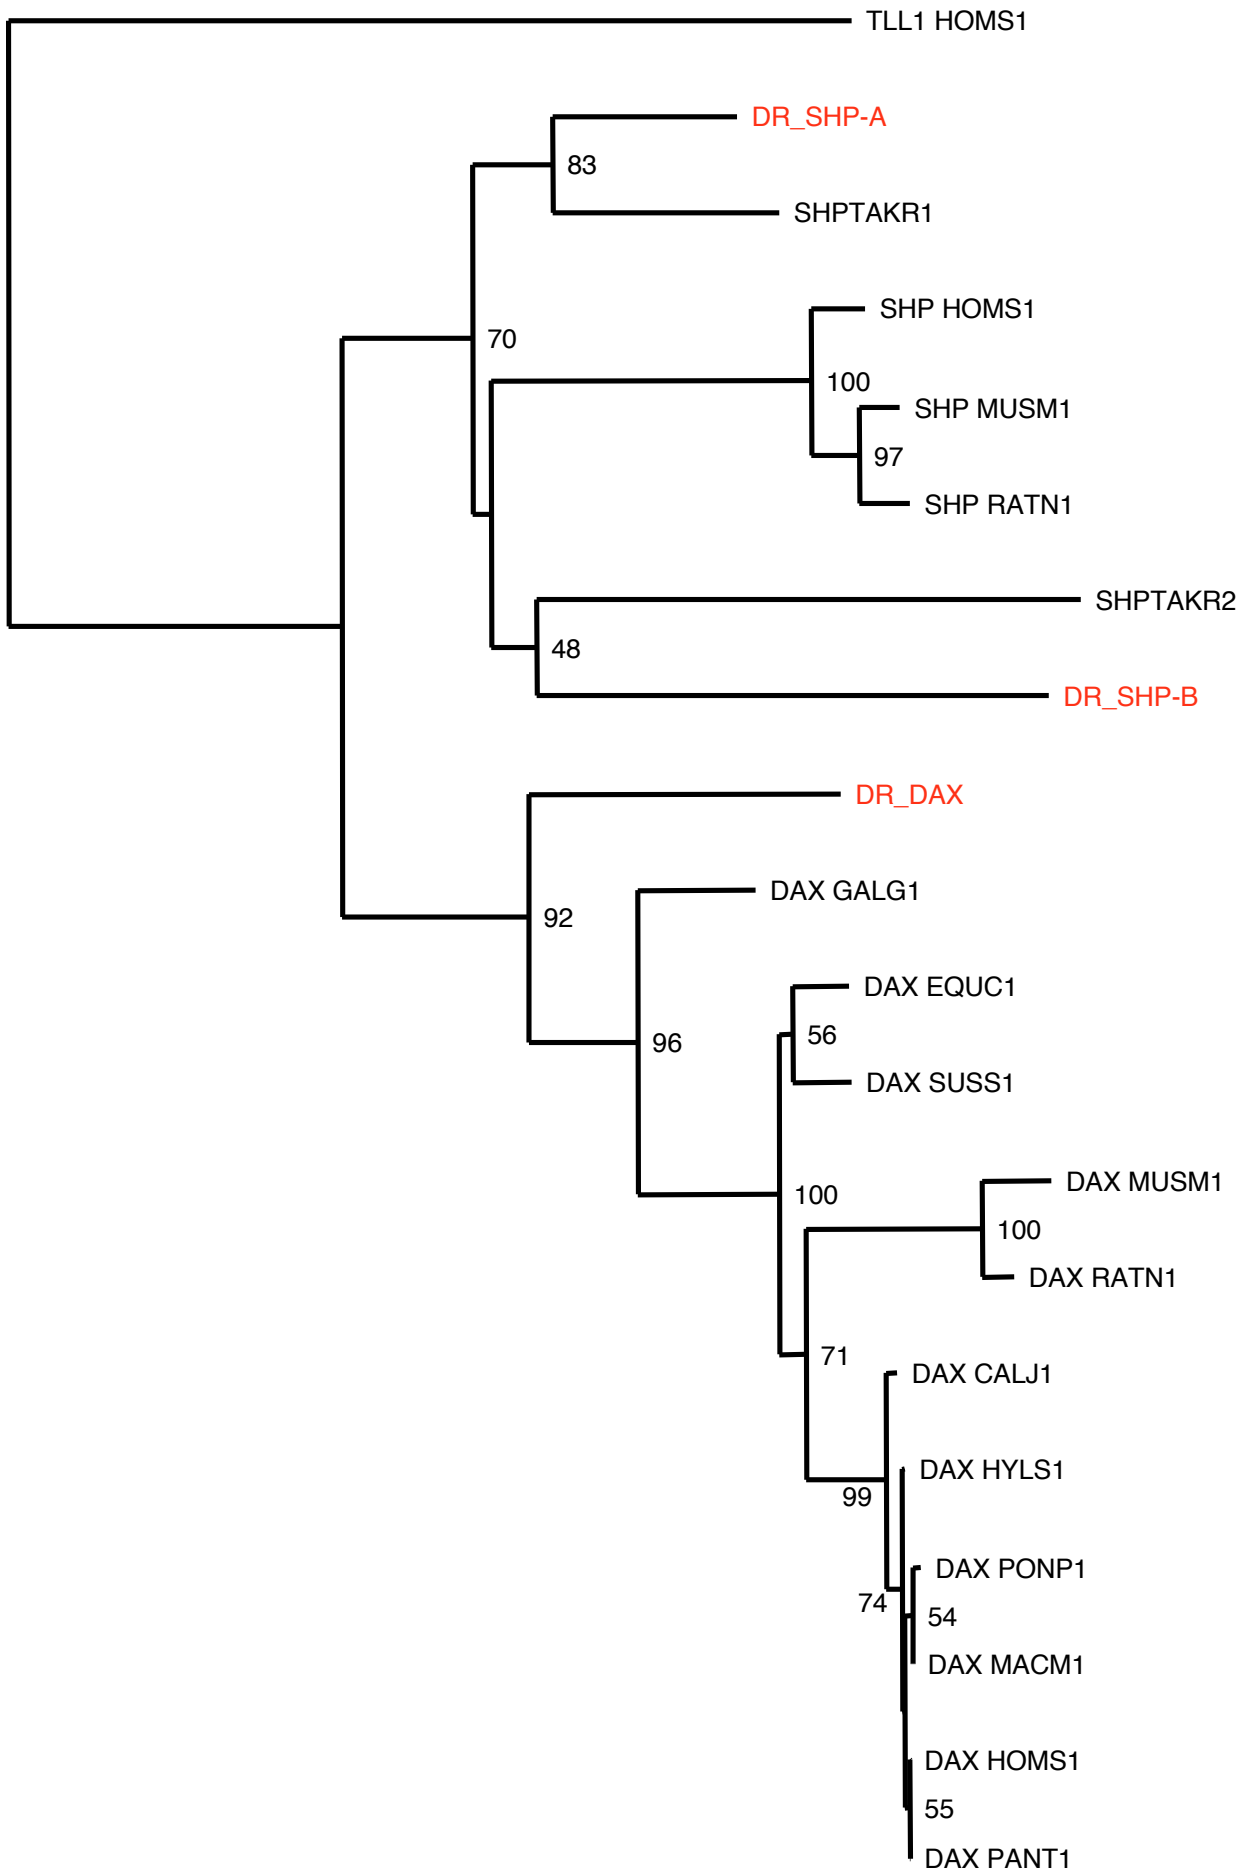 TLL1 HOMS1
DR_SHP-A
83
SHPTAKR1
SHP HOMS1
70
100
SHP MUSM1
97
SHP RATN1
SHPTAKR2
48
DR_SHP-B
DR_DAX
DAX GALG1
92
DAX EQUC1
56
96
DAX SUSS1
DAX MUSM1
100
100
DAX RATN1
71
DAX CALJ1
DAX HYLS1
99
DAX PONP1
74
54
DAX MACM1
DAX HOMS1
55
DAX PANT1